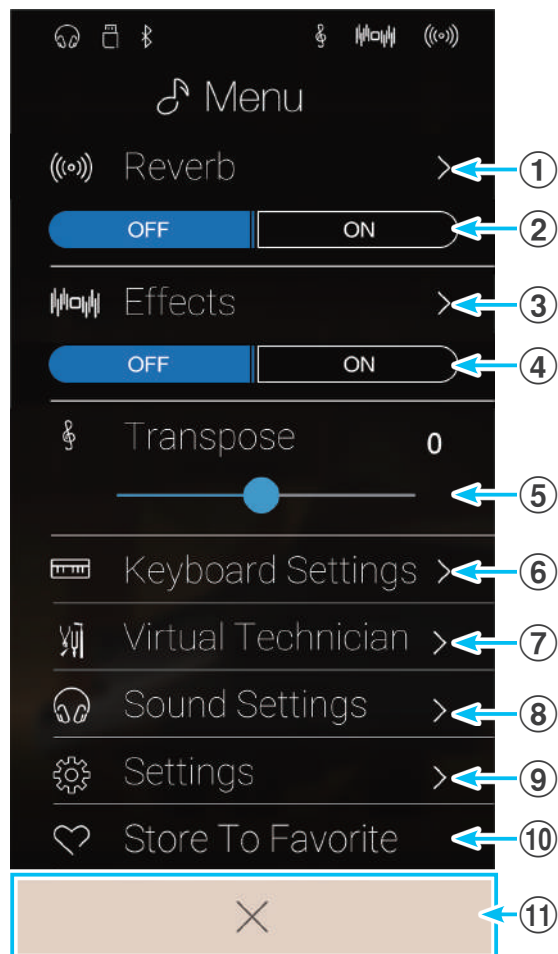 Menu
Reverb
①
OFF ON
②
Effects
③
OFF ON
④
Transpose 0
⑤
Keyboard Settings
⑥
Virtual Technician
⑦
Sound Settings
⑧
Settings
⑨
Store To Favorite
⑩
⑪